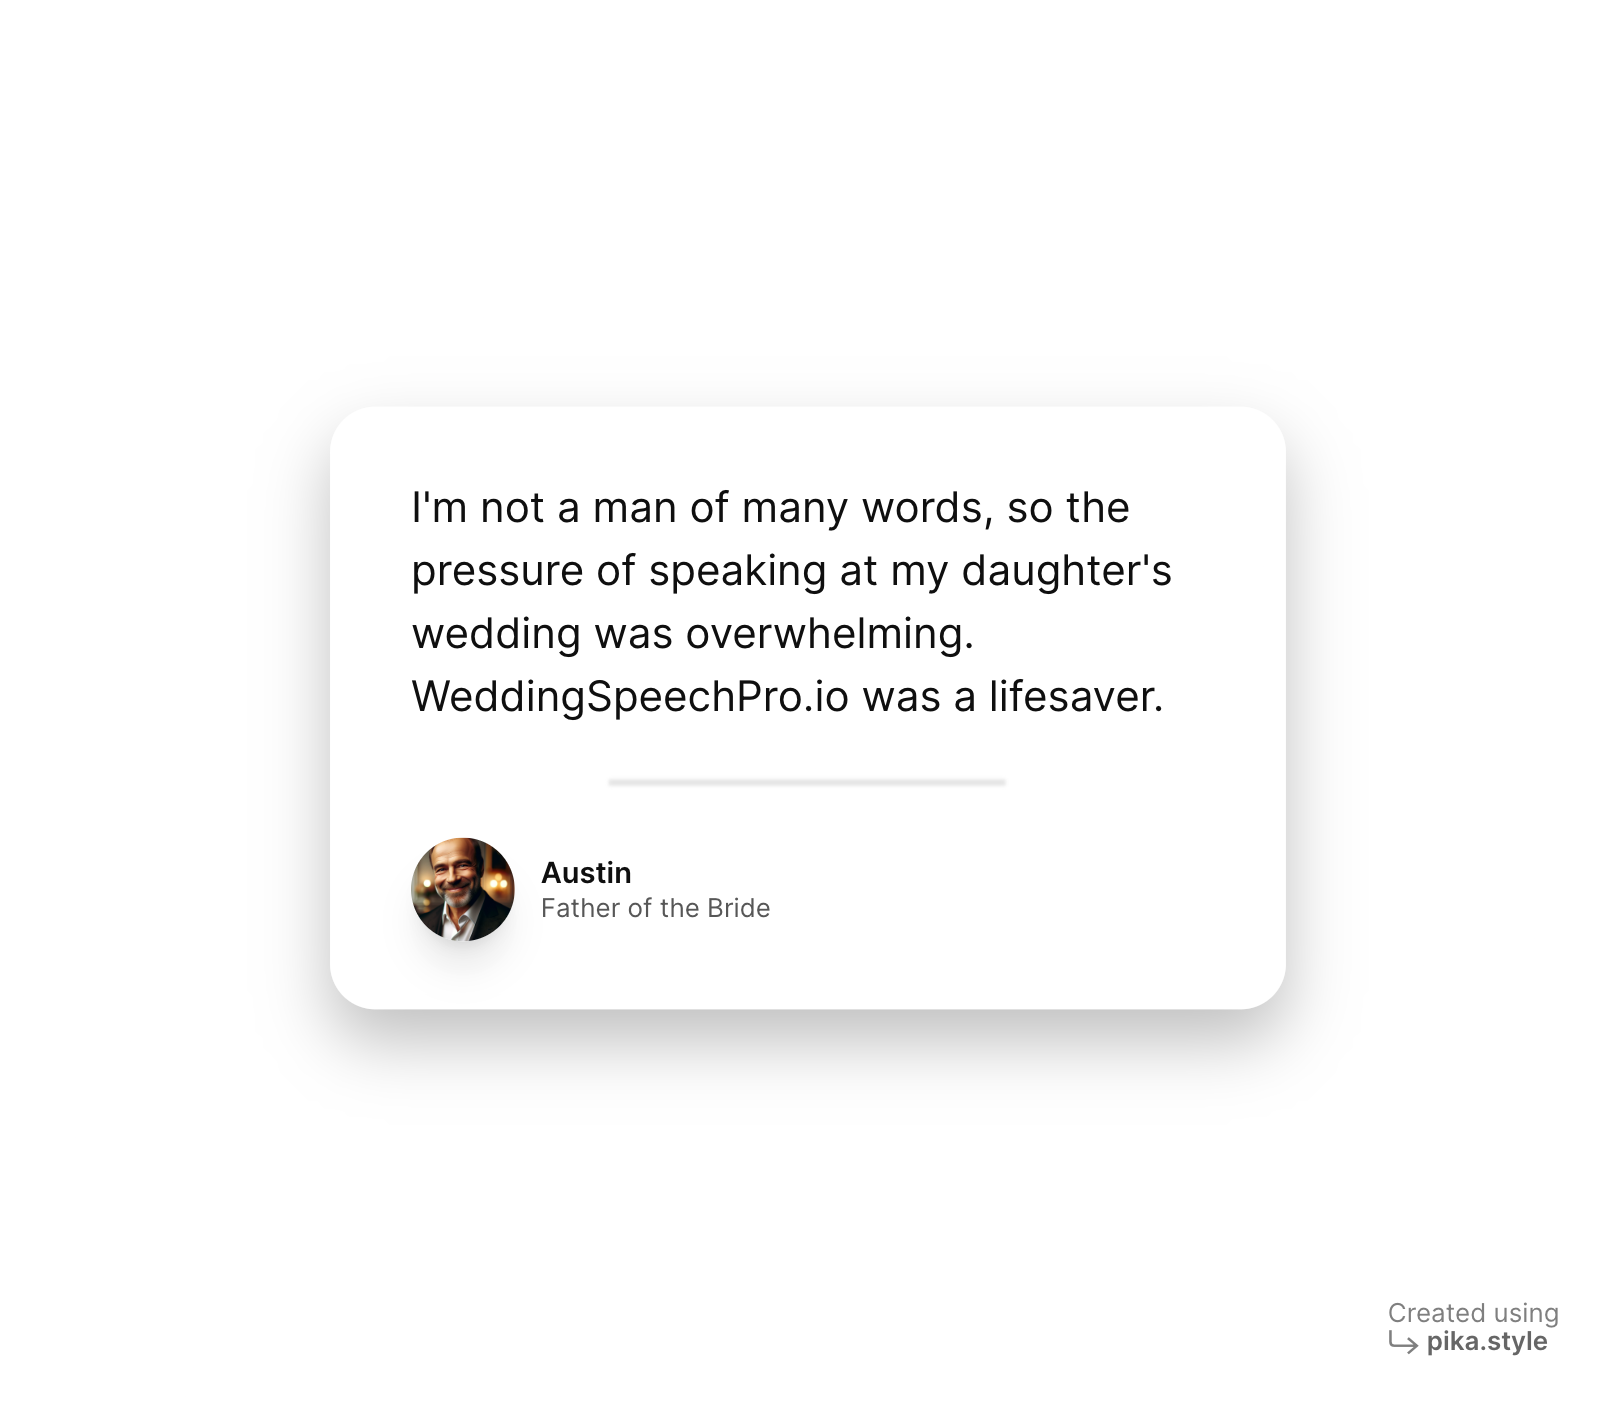 I'm not a man of many words, so the
pressure of speaking at my daughter's
wedding was overwhelming.
WeddingSpeechPro.io was a lifesaver.
Austin
Father of the Bride
Created using
pika.style